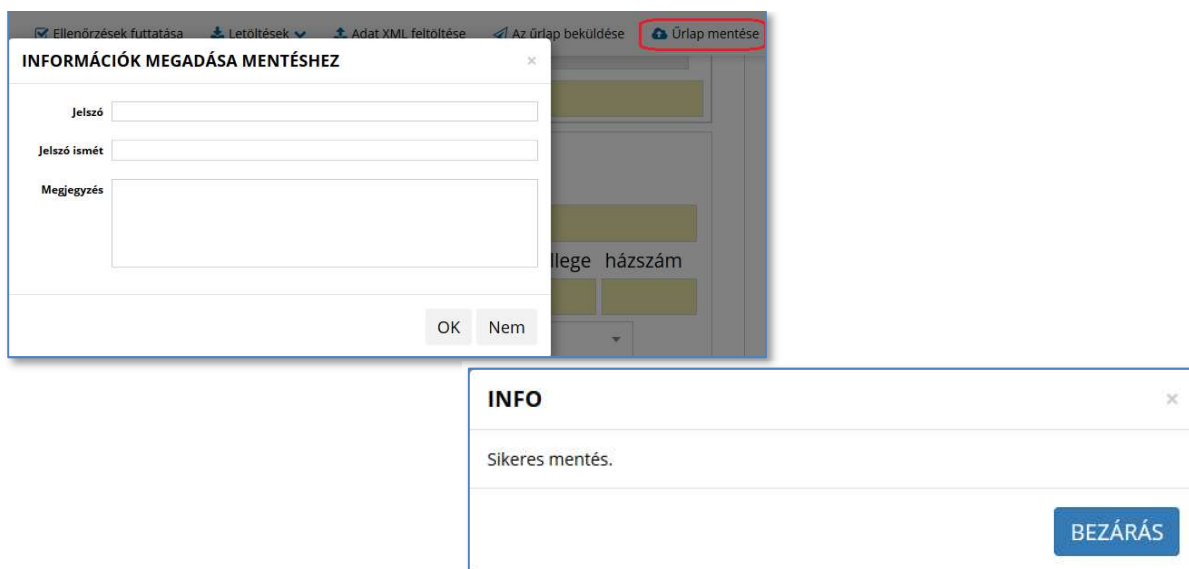 Ellenőrzések futtatása Letöltések Adat XML feltöltése Az űrlap beküldése Űrlap mentése
INFORMÁCIÓK MEGADÁSA MENTÉSHEZ ×
Jelszó
Jelszó ismét
Megjegyzés
llege házszám
OK Nem
INFO ×
Sikeres mentés.
BEZÁRÁS